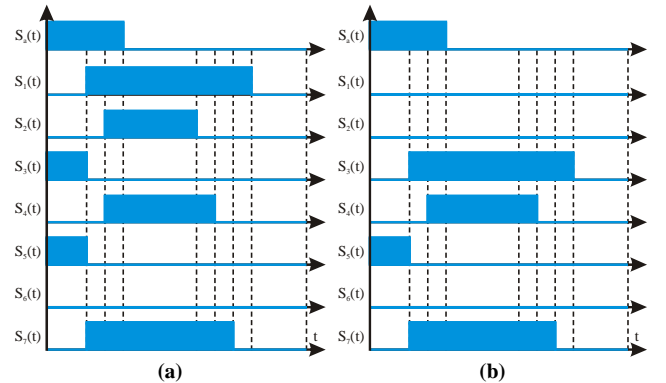 Sₐ(t)
S₁(t)
S₂(t)
S₃(t)
S₄(t)
S₅(t)
S₆(t)
S₇(t)
t
(a)
Sₐ(t)
S₁(t)
S₂(t)
S₃(t)
S₄(t)
S₅(t)
S₆(t)
S₇(t)
t
(b)